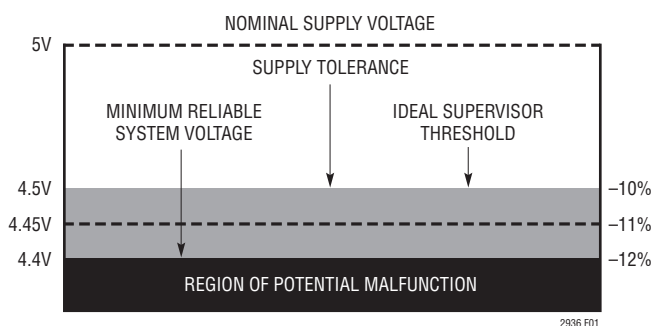 NOMINAL SUPPLY VOLTAGE
5V
SUPPLY TOLERANCE
MINIMUM RELIABLE
SYSTEM VOLTAGE
IDEAL SUPERVISOR
THRESHOLD
4.5V
–10%
4.45V
–11%
4.4V
–12%
REGION OF POTENTIAL MALFUNCTION
2936 F01